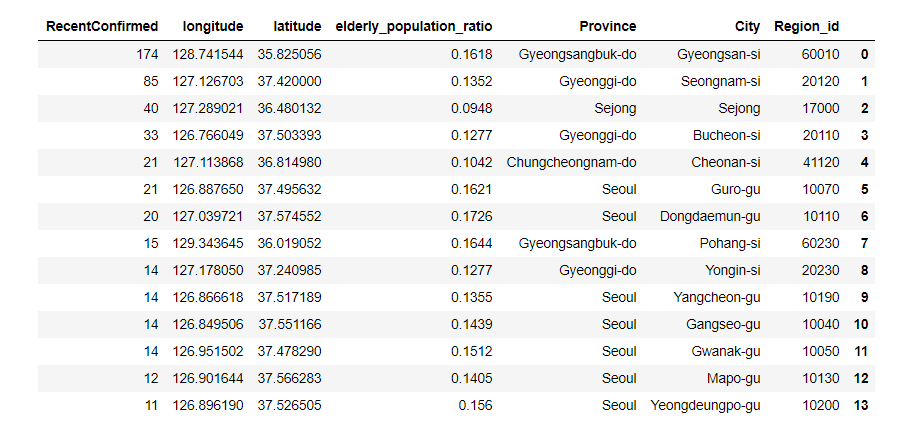 RecentConfirmed longitude latitude elderly_population_ratio Province City Region_id
174 128.741544 35.825056 0.1618 Gyeongsangbuk-do Gyeongsan-si 60010 0
85 127.126703 37.420000 0.1352 Gyeonggi-do Seongnam-si 20120 1
40 127.289021 36.480132 0.0948 Sejong Sejong 17000 2
33 126.766049 37.503393 0.1277 Gyeonggi-do Bucheon-si 20110 3
21 127.113868 36.814980 0.1042 Chungcheongnam-do Cheonan-si 41120 4
21 126.887650 37.495632 0.1621 Seoul Guro-gu 10070 5
20 127.039721 37.574552 0.1726 Seoul Dongdaemun-gu 10110 6
15 129.343645 36.019052 0.1644 Gyeongsangbuk-do Pohang-si 60230 7
14 127.178050 37.240985 0.1277 Gyeonggi-do Yongin-si 20230 8
14 126.866618 37.517189 0.1355 Seoul Yangcheon-gu 10190 9
14 126.849506 37.551166 0.1439 Seoul Gangseo-gu 10040 10
14 126.951502 37.478290 0.1512 Seoul Gwanak-gu 10050 11
12 126.901644 37.566283 0.1405 Seoul Mapo-gu 10130 12
11 126.896190 37.526505 0.156 Seoul Yeongdeungpo-gu 10200 13